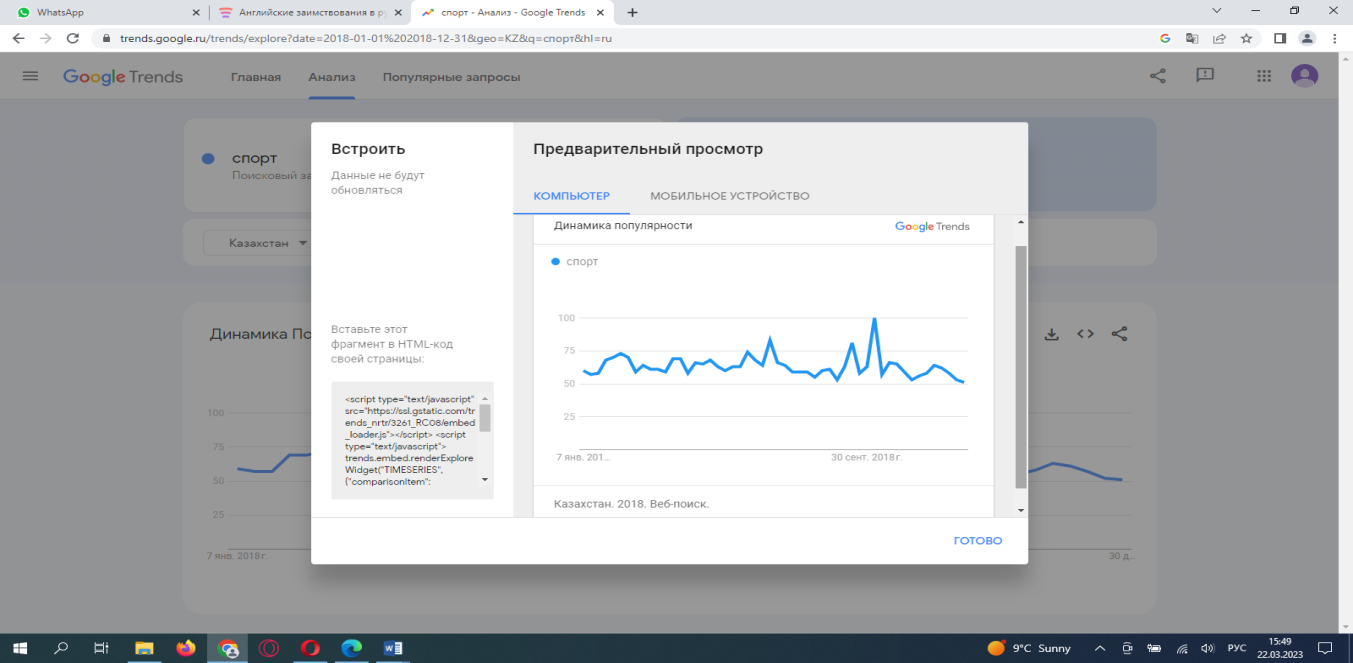 WhatsApp
Английские заимствования в ру
спорт - Анализ - Google Trends
trends.google.ru/trends/explore?date=2018-01-01%202018-12-31&geo=KZ&q=спорт&hl=ru
Google Trends
Главная
Анализ
Популярные запросы
спорт
Поисковый за
Казахстан
Динамика По
100
75
50
25
7 янв. 2018 г.
30 д...
Встроить
Данные не будут
обновляться
Вставьте этот
фрагмент в HTML-код
своей страницы:
<script type="text/javascript"
src="https://ssl.gstatic.com/tr
ends_nrtr/3261_RC08/embed
_loader.js"></script> <script
type="text/javascript">
trends.embed.renderExplore
Widget("TIMESERIES",
{"comparisonItem":
Предварительный просмотр
КОМПЬЮТЕР
МОБИЛЬНОЕ УСТРОЙСТВО
Динамика популярности
Google Trends
спорт
100
75
50
25
7 янв. 201...
30 сент. 2018 г.
Казахстан. 2018. Веб-поиск.
ГОТОВО
9°C Sunny
РУС
15:49
22.03.2023